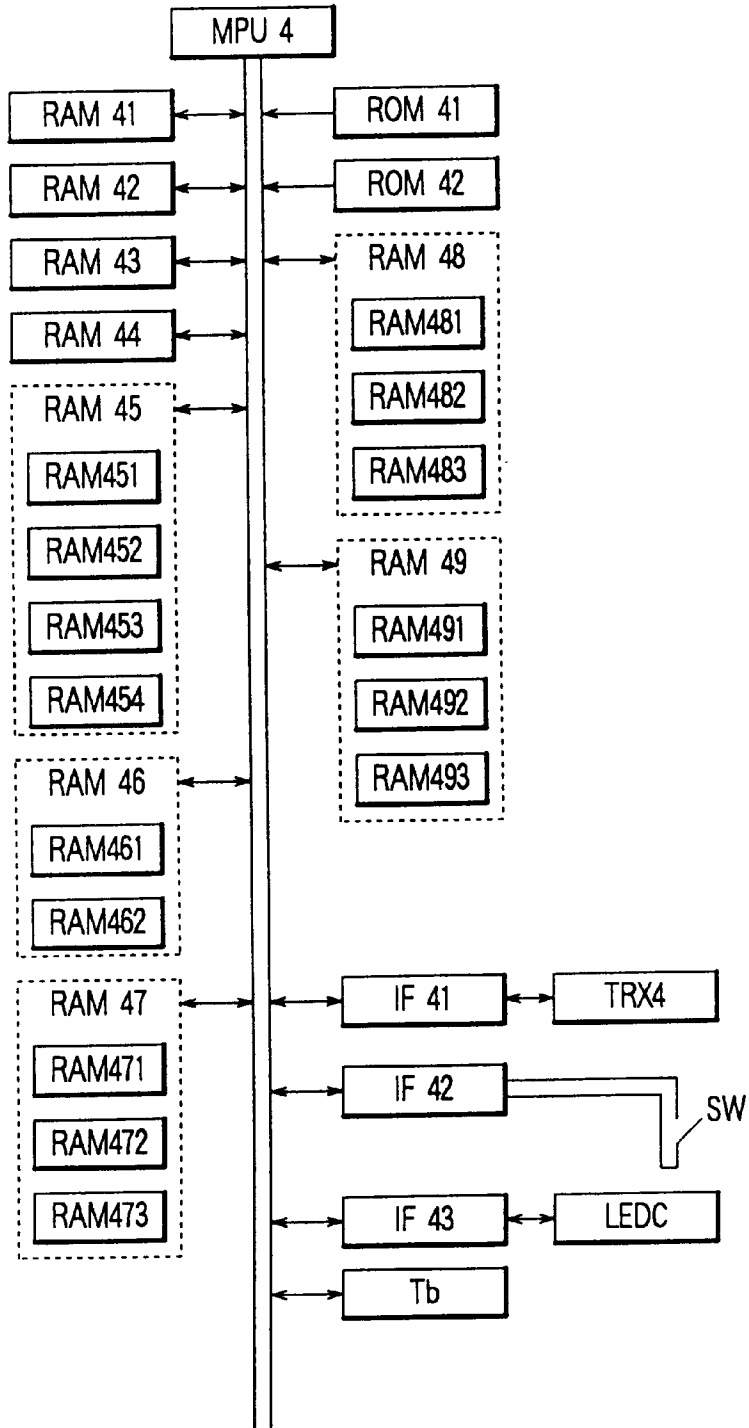 MPU 4
RAM 41
ROM 41
RAM 42
ROM 42
RAM 43
RAM 48
RAM 44
RAM481
RAM482
RAM483
RAM 45
RAM451
RAM452
RAM453
RAM454
RAM 49
RAM491
RAM492
RAM493
RAM 46
RAM461
RAM462
RAM 47
RAM471
RAM472
RAM473
IF 41
TRX4
IF 42
SW
IF 43
LEDC
Tb